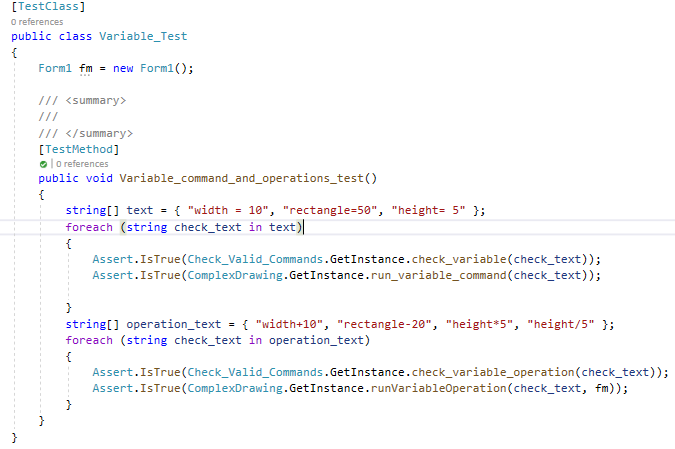 [TestClass]
0 references
public class Variable_Test
{
Form1 fm = new Form1();
/// <summary>
///
/// </summary>
[TestMethod]
| 0 references
public void Variable_command_and_operations_test()
{
string[] text = { "width = 10", "rectangle=50", "height= 5" };
foreach (string check_text in text)
{
Assert.IsTrue(Check_Valid_Commands.GetInstance.check_variable(check_text));
Assert.IsTrue(ComplexDrawing.GetInstance.run_variable_command(check_text));
}
string[] operation_text = { "width+10", "rectangle-20", "height*5", "height/5" };
foreach (string check_text in operation_text)
{
Assert.IsTrue(Check_Valid_Commands.GetInstance.check_variable_operation(check_text));
Assert.IsTrue(ComplexDrawing.GetInstance.runVariableOperation(check_text, fm));
}
}
}